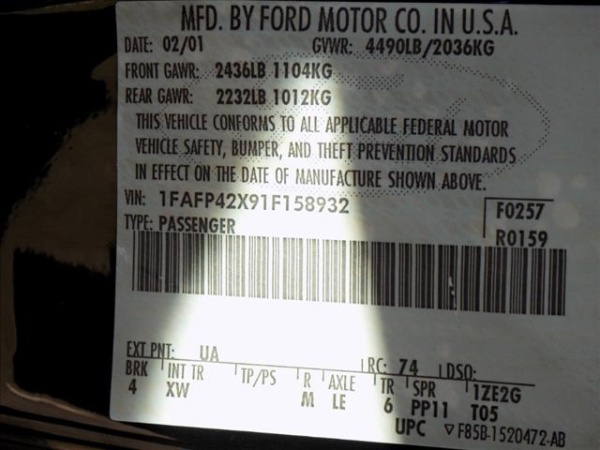 MFD. BY FORD MOTOR CO. IN U.S.A.
DATE: 02/01 GVWR: 4490LB/2036KG
FRONT GAWR: 2436LB 1104KG
REAR GAWR: 2232LB 1012KG
THIS VEHICLE CONFORMS TO ALL APPLICABLE FEDERAL MOTOR
VEHICLE SAFETY, BUMPER, AND THEFT PREVENTION STANDARDS
IN EFFECT ON THE DATE OF MANUFACTURE SHOWN ABOVE.
VIN: 1FAFP42X91F158932 F0257
TYPE: PASSENGER R0159
EXT PNT: UA RC: 74 DSO:
BRK INT TR TP/PS R AXLE TR SPR 1ZE2G
4 XW M LE 6 PP11 T05
UPC ▽F85B-1520472-AB